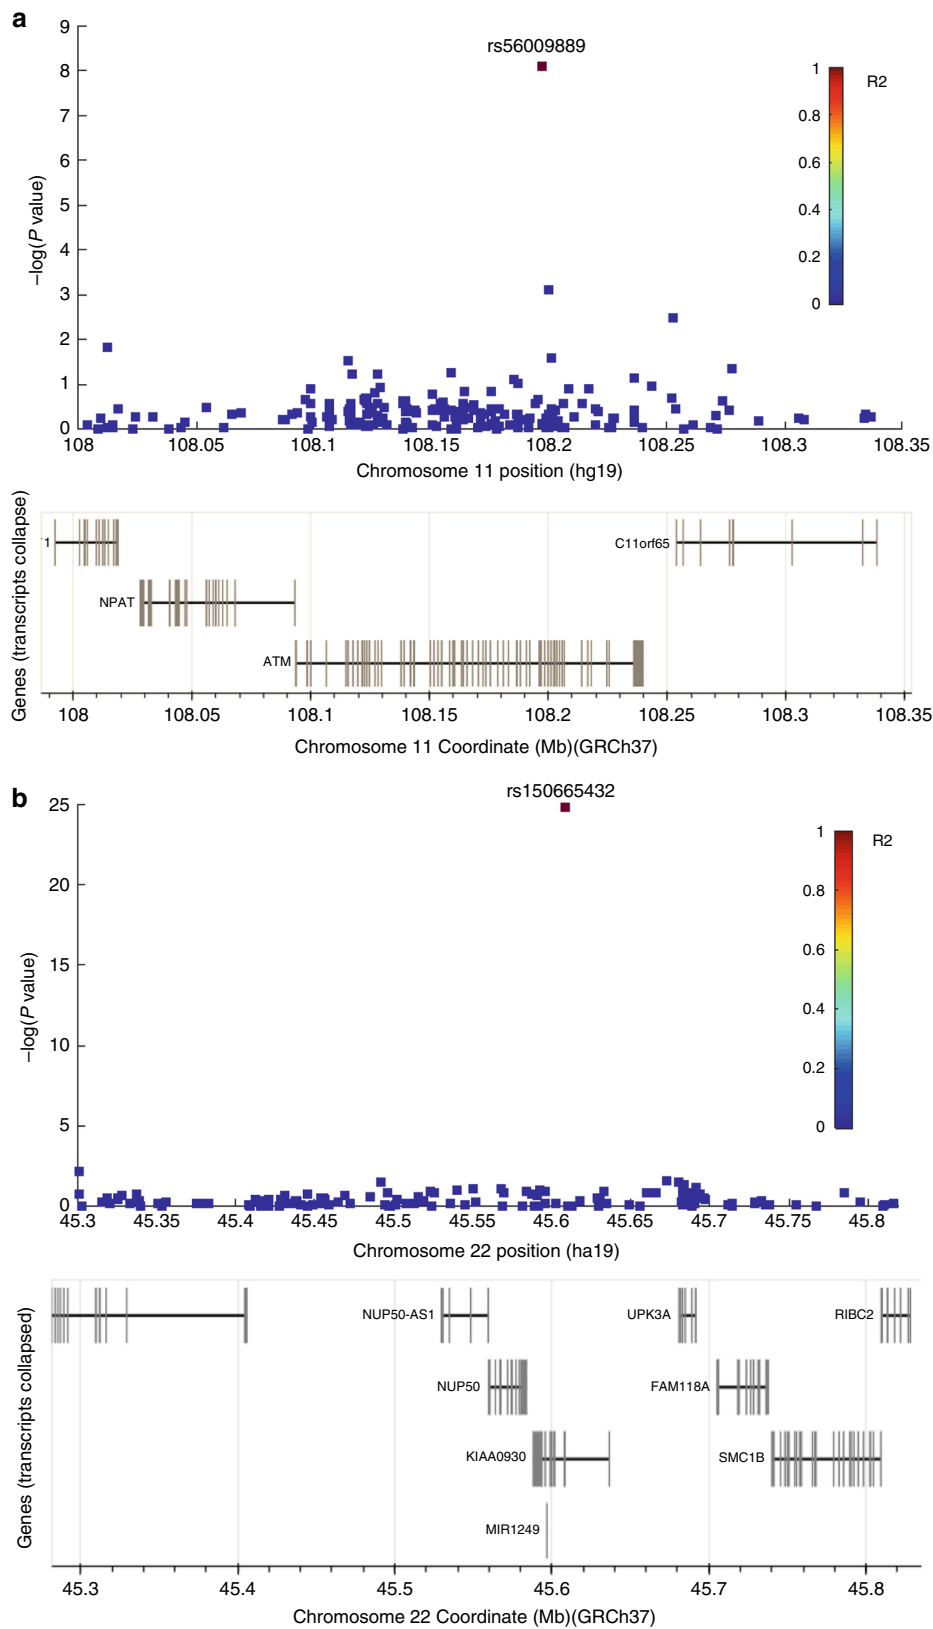 a
rs56009889
–log(P value)
9
8
7
6
5
4
3
2
1
0
1
0.8
0.6
0.4
0.2
0
R2
108 108.05 108.1 108.15 108.2 108.25 108.3 108.35
Chromosome 11 position (hg19)
Genes (transcripts collapse)
1
C11orf65
NPAT
ATM
108 108.05 108.1 108.15 108.2 108.25 108.3 108.35
Chromosome 11 Coordinate (Mb)(GRCh37)
b
rs150665432
–log(P value)
25
20
15
10
5
0
1
0.8
0.6
0.4
0.2
0
R2
45.3 45.35 45.4 45.45 45.5 45.55 45.6 45.65 45.7 45.75 45.8
Chromosome 22 position (ha19)
Genes (transcripts collapsed)
NUP50-AS1
UPK3A
RIBC2
NUP50
FAM118A
KIAA0930
SMC1B
MIR1249
45.3 45.4 45.5 45.6 45.7 45.8
Chromosome 22 Coordinate (Mb)(GRCh37)